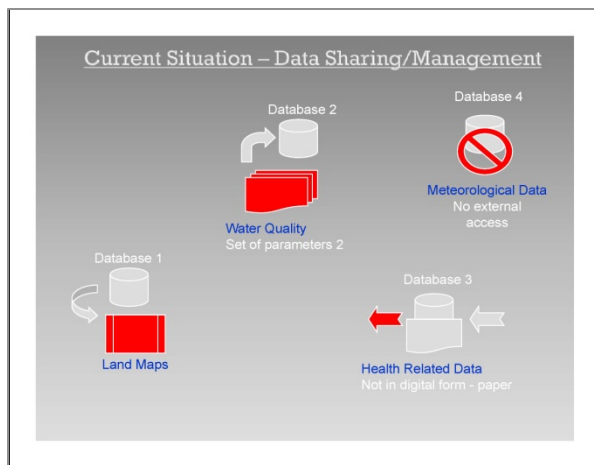 Current Situation – Data Sharing/Management
Database 4
Database 2
Meteorological Data
No external
access
Water Quality
Set of parameters 2
Database 1
Database 3
Land Maps
Health Related Data
Not in digital form - paper